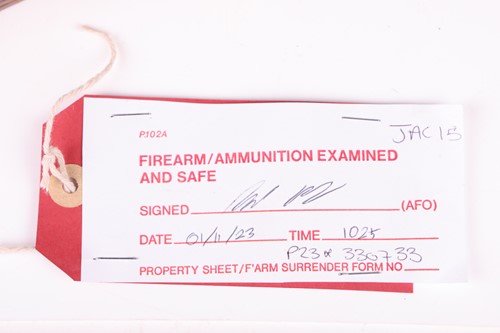 JAC 15
P102A
FIREARM/AMMUNITION EXAMINED
AND SAFE
SIGNED (AFO)
DATE 01/11/23 TIME 1025
P23* 330733
PROPERTY SHEET/F'ARM SURRENDER FORM NO